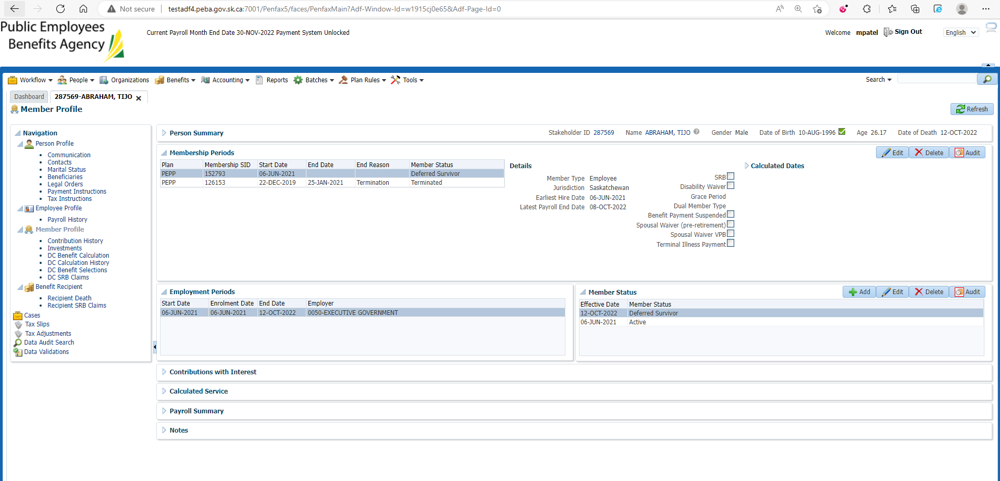 Not secure testadf4.peba.gov.sk.ca:7001/Penfax5/faces/PenfaxMain?Adf-Window-Id=w1915cj0e65&Adf-Page-Id=0
Public Employees
Benefits Agency
Current Payroll Month End Date 30-NOV-2022 Payment System Unlocked
Welcome mpatel Sign Out English
Workflow People Organizations Benefits Accounting Reports Batches Plan Rules Tools Search
Dashboard 287569-ABRAHAM, TIJO
Member Profile
Refresh
Navigation
Person Profile
Communication
Contacts
Marital Status
Beneficiaries
Legal Orders
Payment Instructions
Tax Instructions
Employee Profile
Payroll History
Member Profile
Contribution History
Investments
DC Benefit Calculation
DC Calculation History
DC Benefit Selections
DC SRB Claims
Benefit Recipient
Recipient Death
Recipient SRB Claims
Cases
Tax Slips
Tax Adjustments
Data Audit Search
Data Validations
Person Summary Stakeholder ID 287569 Name ABRAHAM, TIJO Gender Male Date of Birth 10-AUG-1996 Age 26.17 Date of Death 12-OCT-2022
Membership Periods Edit Delete Audit
Plan Membership SID Start Date End Date End Reason Member Status
PEPP 152793 06-JUN-2021 Deferred Survivor
PEPP 126153 22-DEC-2019 25-JAN-2021 Termination Terminated
Details
Member Type Employee
Jurisdiction Saskatchewan
Earliest Hire Date 06-JUN-2021
Latest Payroll End Date 08-OCT-2022
SRB
Disability Waiver
Grace Period
Dual Member Type
Benefit Payment Suspended
Spousal Waiver (pre-retirement)
Spousal Waiver VPB
Terminal Illness Payment
Calculated Dates
Employment Periods
Start Date Enrolment Date End Date Employer
06-JUN-2021 06-JUN-2021 12-OCT-2022 0050-EXECUTIVE GOVERNMENT
Member Status Add Edit Delete Audit
Effective Date Member Status
12-OCT-2022 Deferred Survivor
06-JUN-2021 Active
Contributions with Interest
Calculated Service
Payroll Summary
Notes